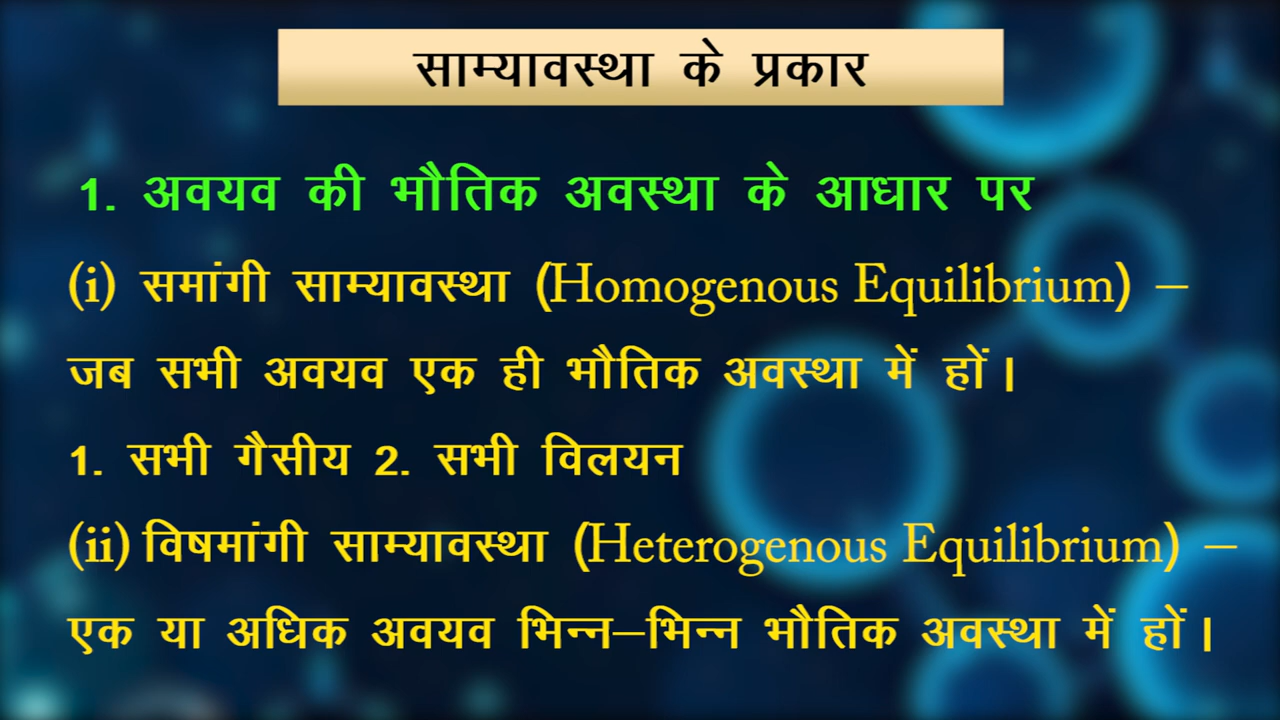 साम्यावस्था के प्रकार
1. अवयव की भौतिक अवस्था के आधार पर
(i) समांगी साम्यावस्था (Homogenous Equilibrium) –
जब सभी अवयव एक ही भौतिक अवस्था में हों।
1. सभी गैसीय 2. सभी विलयन
(ii) विषमांगी साम्यावस्था (Heterogenous Equilibrium) –
एक या अधिक अवयव भिन्न–भिन्न भौतिक अवस्था में हों।